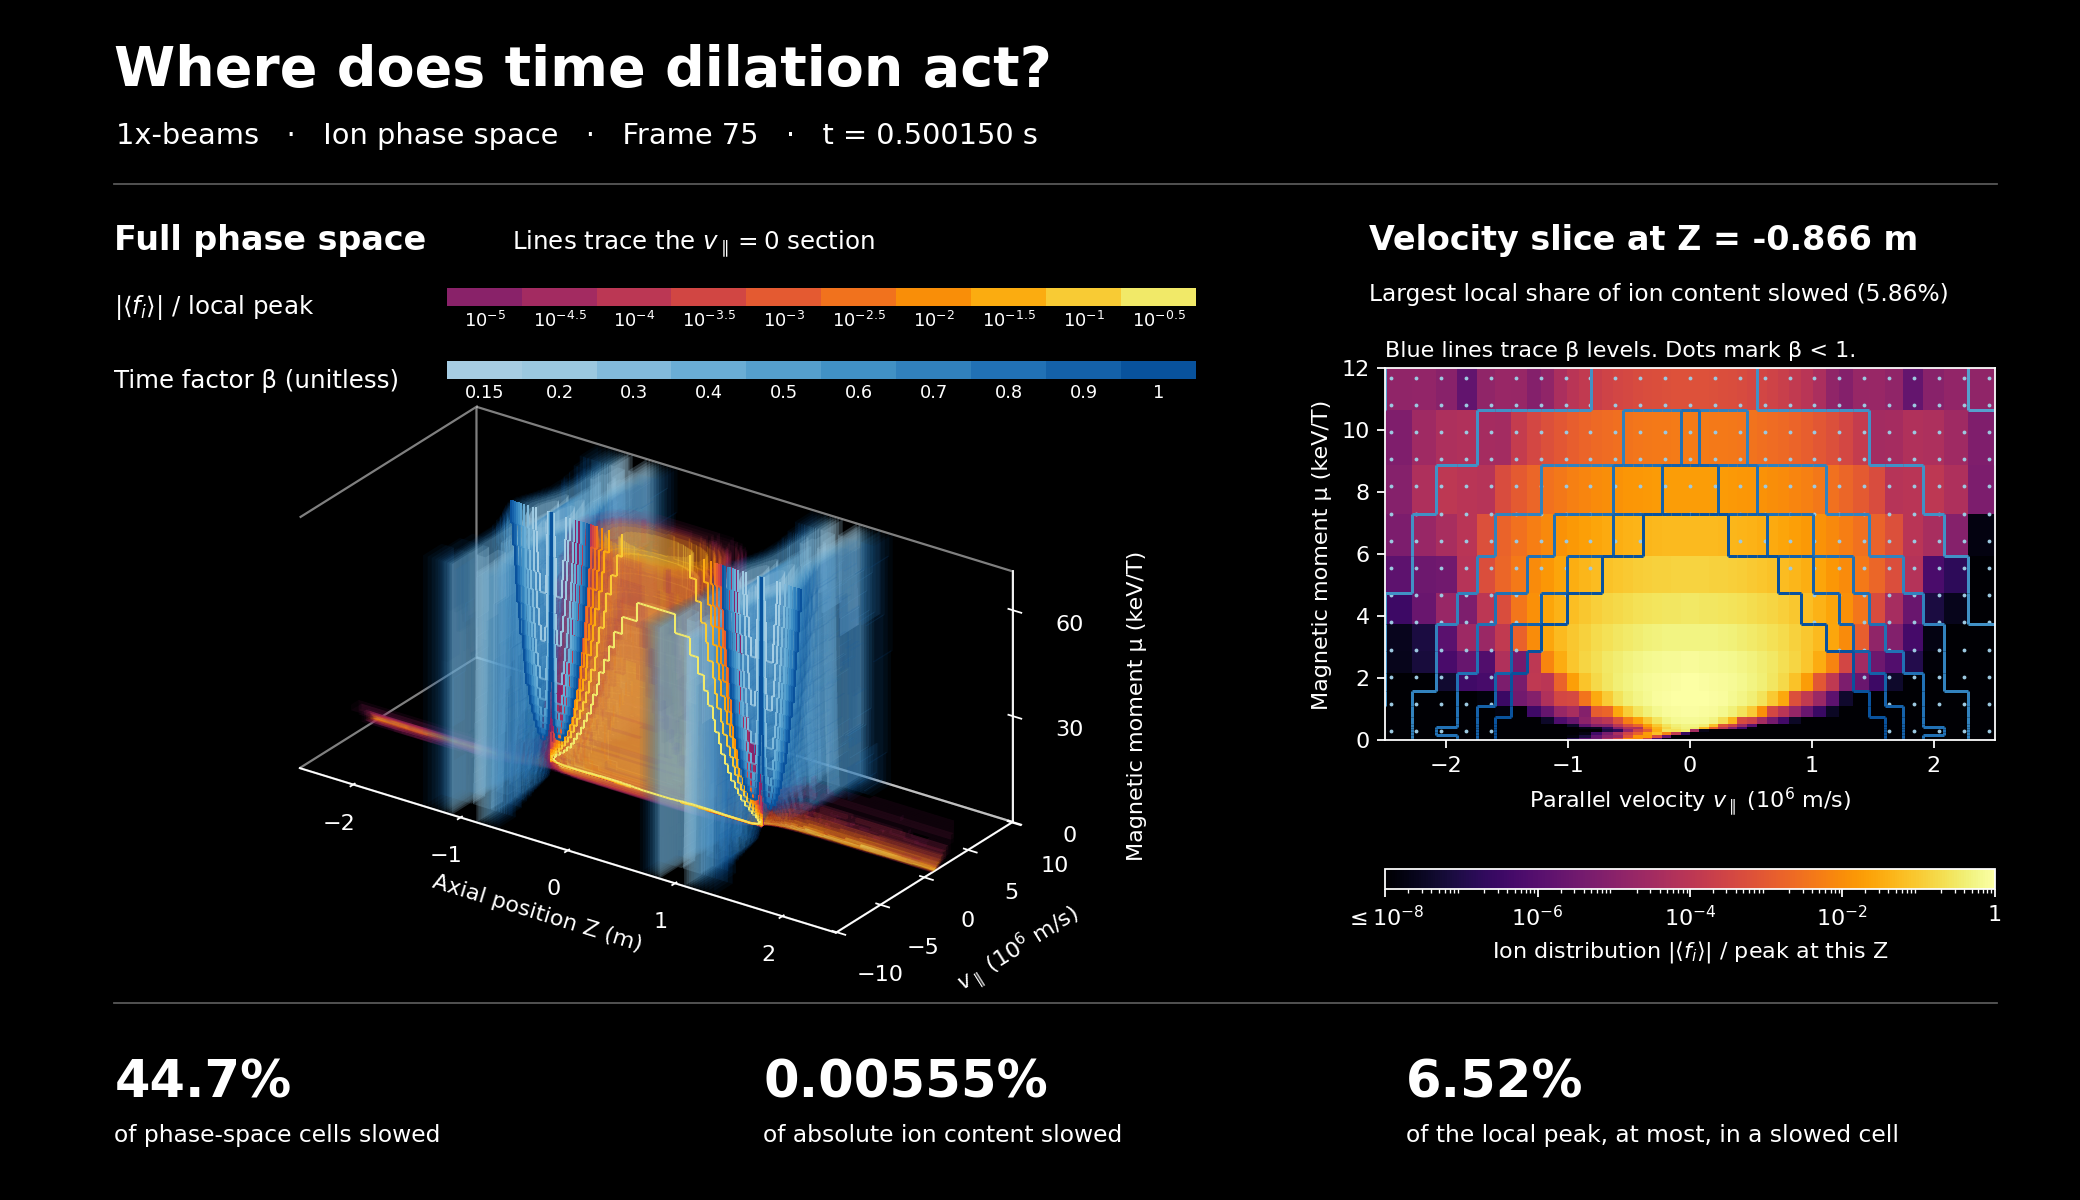 Where does time dilation act?
1x-beams · Ion phase space · Frame 75 · t = 0.500150 s
Full phase space
Lines trace the v∥ = 0 section
|⟨fᵢ⟩| / local peak
10⁻⁵ 10⁻⁴·⁵ 10⁻⁴ 10⁻³·⁵ 10⁻³ 10⁻²·⁵ 10⁻² 10⁻¹·⁵ 10⁻¹ 10⁻⁰·⁵
Time factor β (unitless)
0.15 0.2 0.3 0.4 0.5 0.6 0.7 0.8 0.9 1
60
30
0
Magnetic moment μ (keV/T)
−2
−1
0
1
2
Axial position Z (m)
10
5
0
−5
−10
v∥ (10⁶ m/s)
Velocity slice at Z = -0.866 m
Largest local share of ion content slowed (5.86%)
Blue lines trace β levels. Dots mark β < 1.
12
10
8
6
4
2
0
Magnetic moment μ (keV/T)
−2 −1 0 1 2
Parallel velocity v∥ (10⁶ m/s)
≤10⁻⁸ 10⁻⁶ 10⁻⁴ 10⁻² 1
Ion distribution |⟨fᵢ⟩| / peak at this Z
44.7%
of phase-space cells slowed
0.00555%
of absolute ion content slowed
6.52%
of the local peak, at most, in a slowed cell